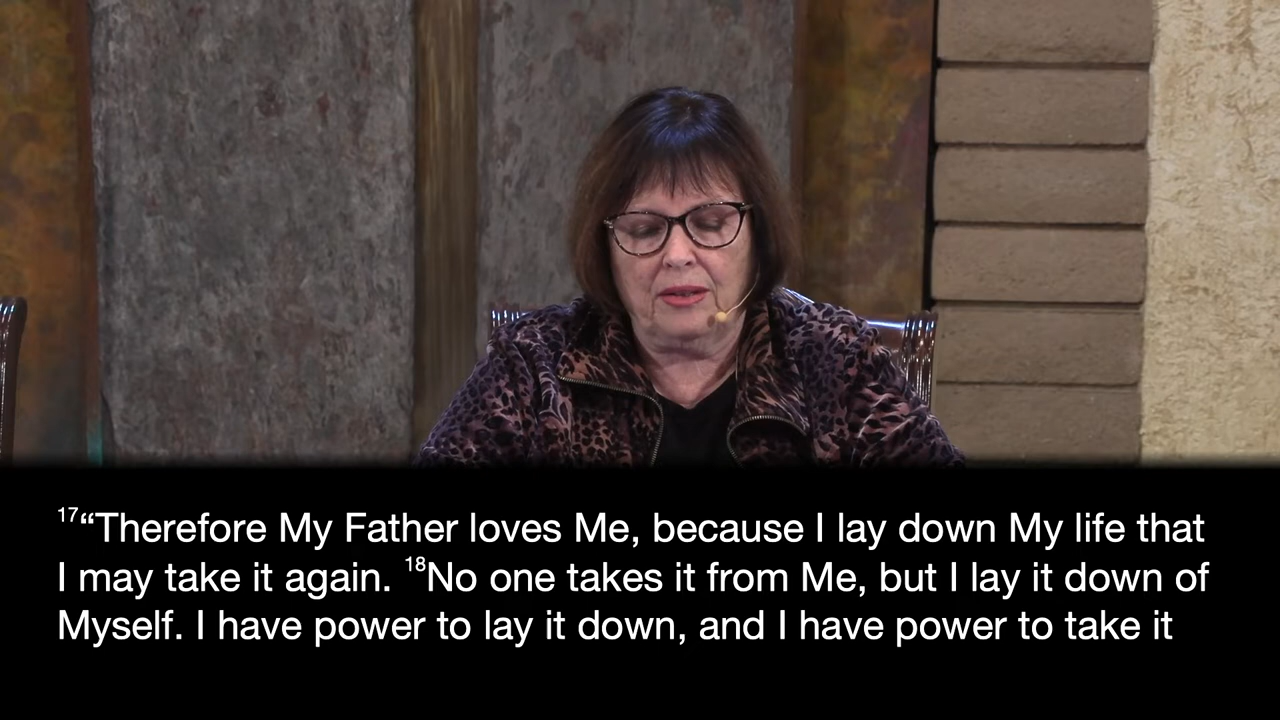 17“Therefore My Father loves Me, because I lay down My life that
I may take it again. 18No one takes it from Me, but I lay it down of
Myself. I have power to lay it down, and I have power to take it